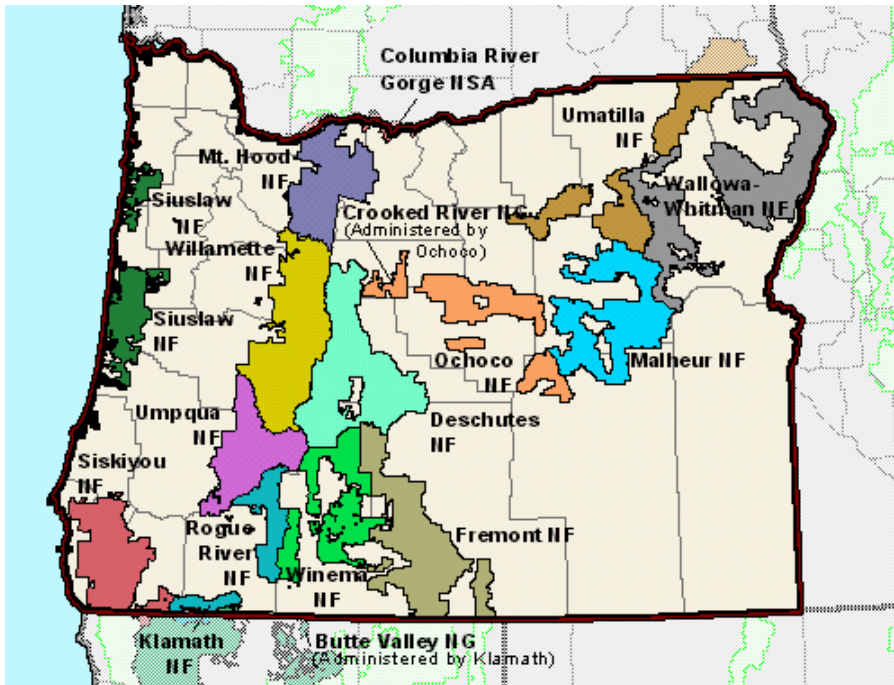 Columbia River
Gorge NSA
Umatilla
NF
Mt. Hood
NF
Wallowa-
Whitman NF
Siuslaw
NF
Crooked River NG
(Administered by
Ochoco)
Willamette
NF
Siuslaw
NF
Ochoco
NF
Malheur NF
Umpqua
NF
Deschutes
NF
Siskiyou
NF
Rogue
River
NF
Fremont NF
Winema
NF
Klamath
NF
Butte Valley NG
(Administered by Klamath)